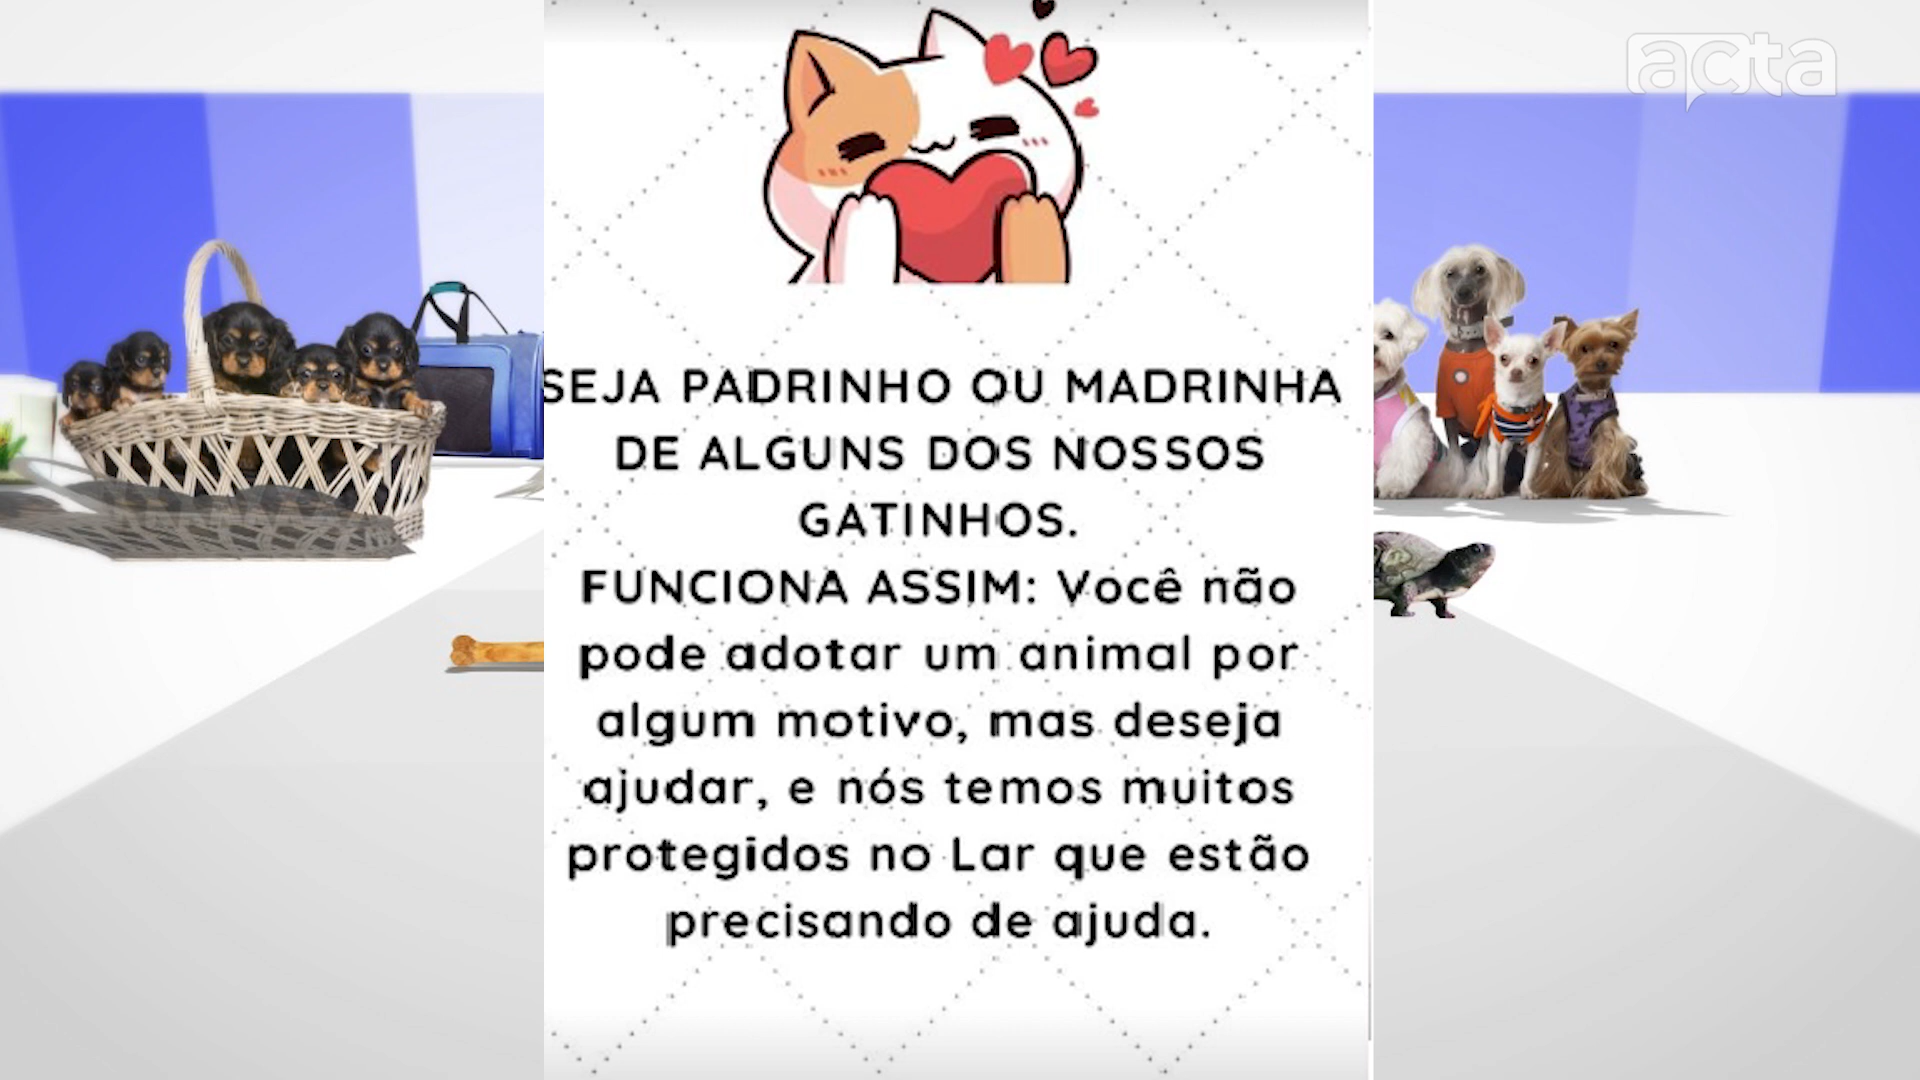 acta
SEJA PADRINHO OU MADRINHA
DE ALGUNS DOS NOSSOS
GATINHOS.
FUNCIONA ASSIM: Você não
pode adotar um animal por
algum motivo, mas deseja
ajudar, e nós temos muitos
protegidos no Lar que estão
precisando de ajuda.